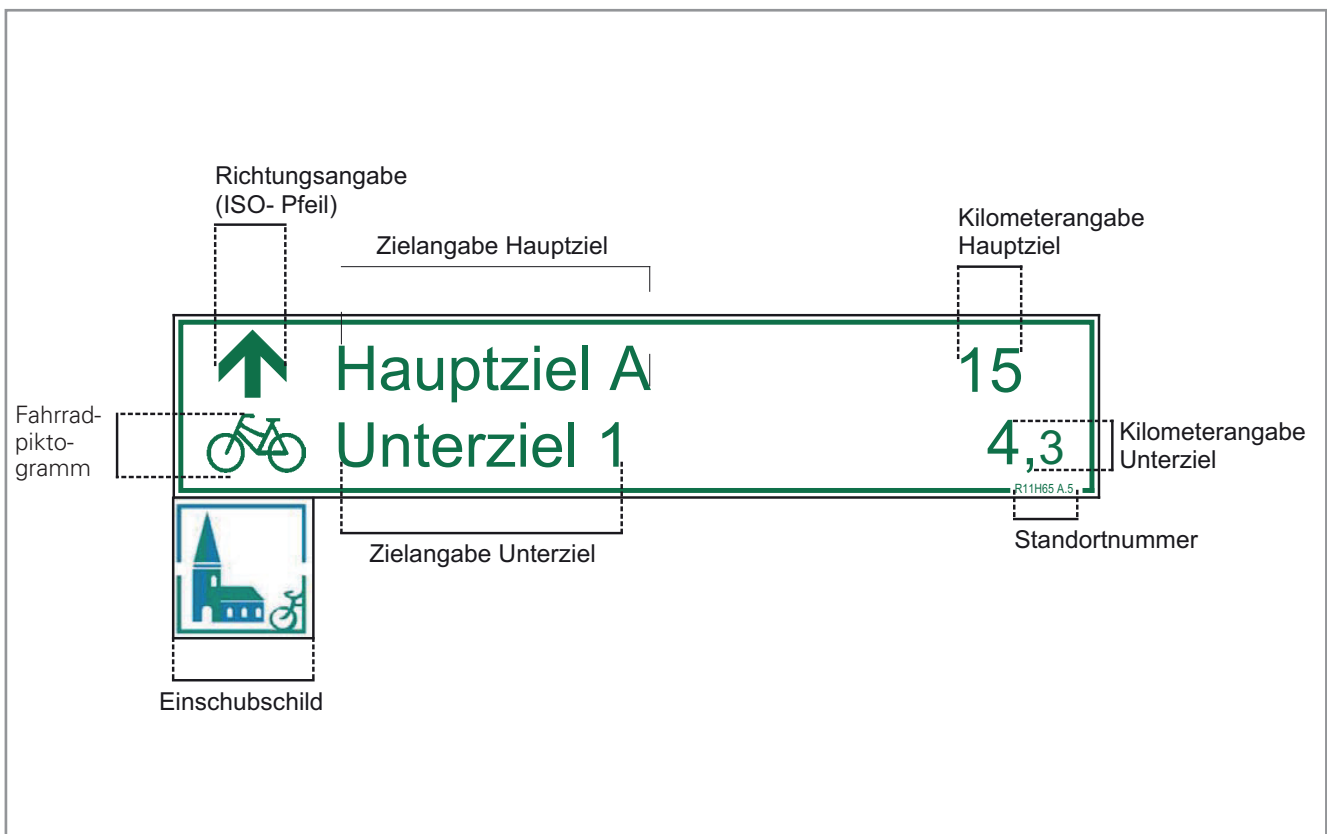 Richtungsangabe
(ISO- Pfeil)
Zielangabe Hauptziel
Kilometerangabe
Hauptziel
Hauptziel A
15
Fahrrad-
pikto-
gramm
Unterziel 1
4,3
Kilometerangabe
Unterziel
R11H65 A.5
Zielangabe Unterziel
Standortnummer
Einschubschild